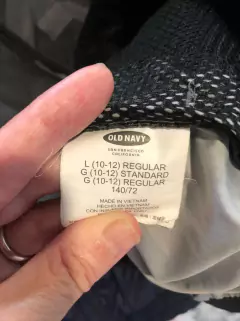 OLD NAVY
SAN FRANCISCO
CALIFORNIA
L (10-12) REGULAR
G (10-12) STANDARD
G (10-12) REGULAR
140/72
MADE IN VIETNAM
HECHO EN VIETNAM